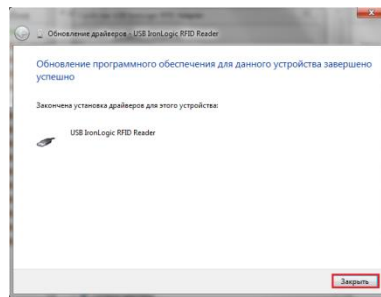 Обновление драйверов - USB IronLogic RFID Reader
Обновление программного обеспечения для данного устройства завершено
успешно
Закончена установка драйверов для этого устройства:
USB IronLogic RFID Reader
Закрыть